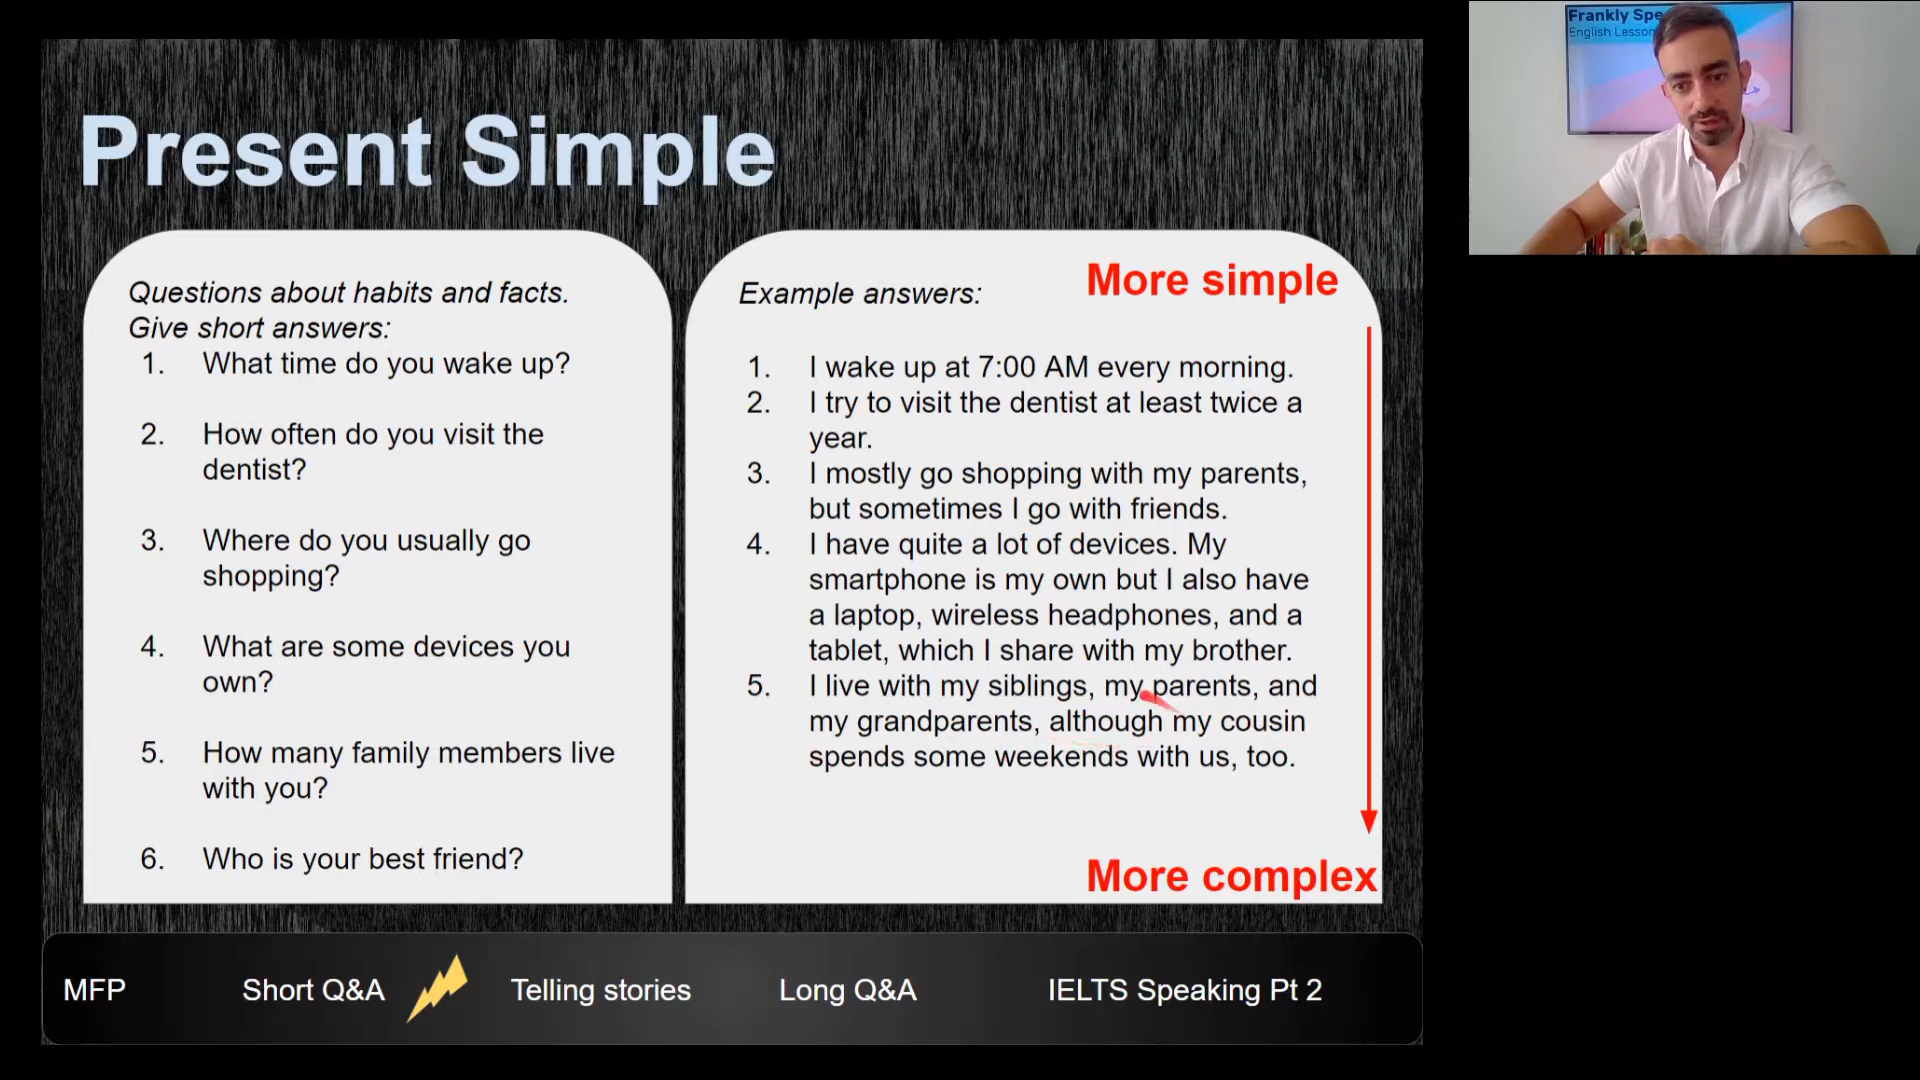 Present Simple
Questions about habits and facts.
Give short answers:
1. What time do you wake up?
2. How often do you visit the
dentist?
3. Where do you usually go
shopping?
4. What are some devices you
own?
5. How many family members live
with you?
6. Who is your best friend?
Example answers:
More simple
1. I wake up at 7:00 AM every morning.
2. I try to visit the dentist at least twice a
year.
3. I mostly go shopping with my parents,
but sometimes I go with friends.
4. I have quite a lot of devices. My
smartphone is my own but I also have
a laptop, wireless headphones, and a
tablet, which I share with my brother.
5. I live with my siblings, my parents, and
my grandparents, although my cousin
spends some weekends with us, too.
More complex
MFP
Short Q&A
Telling stories
Long Q&A
IELTS Speaking Pt 2
Frankly
English